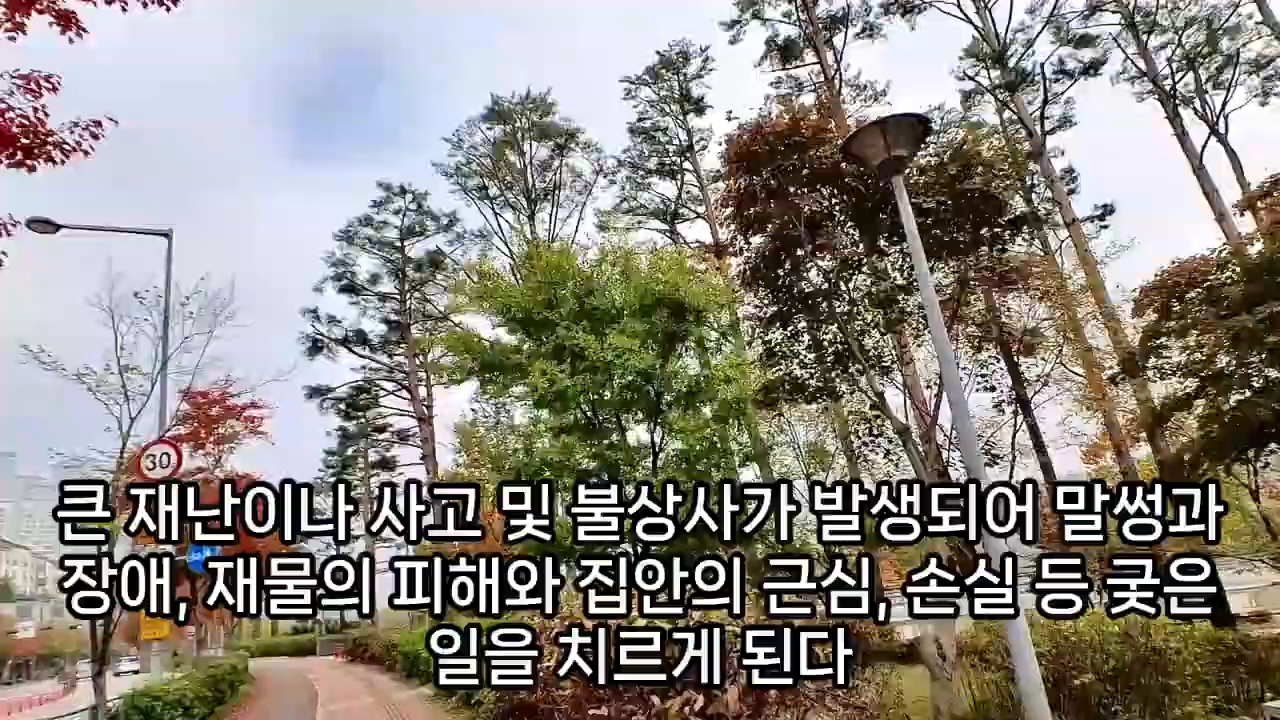 30
큰 재난이나 사고 및 불상사가 발생되어 말썽과
장애, 재물의 피해와 집안의 근심, 손실 등 궂은
일을 치르게 된다